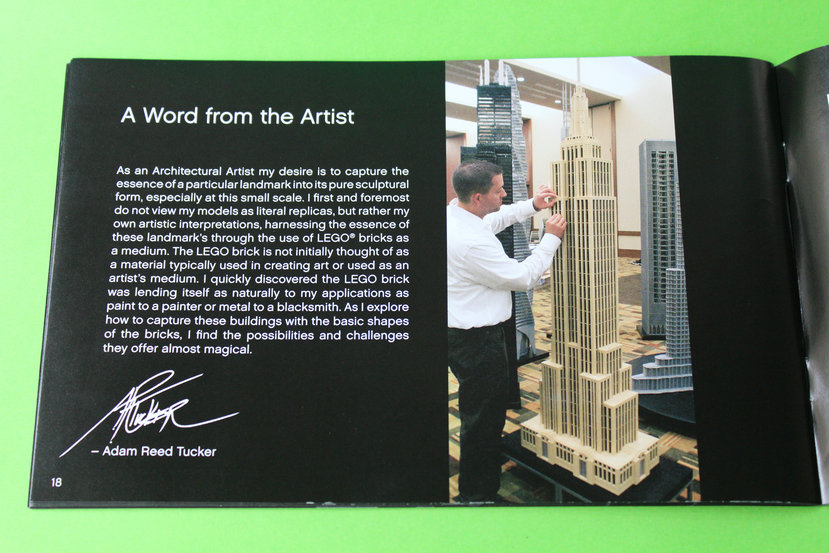 A Word from the Artist
As an Architectural Artist my desire is to capture the
essence of a particular landmark into its pure sculptural
form, especially at this small scale. I first and foremost
do not view my models as literal replicas, but rather my
own artistic interpretations, harnessing the essence of
these landmark's through the use of LEGO® bricks as
a medium. The LEGO brick is not initially thought of as
a material typically used in creating art or used as an
artist's medium. I quickly discovered the LEGO brick
was lending itself as naturally to my applications as
paint to a painter or metal to a blacksmith. As I explore
how to capture these buildings with the basic shapes
of the bricks, I find the possibilities and challenges
they offer almost magical.
A R Tucker
– Adam Reed Tucker
18